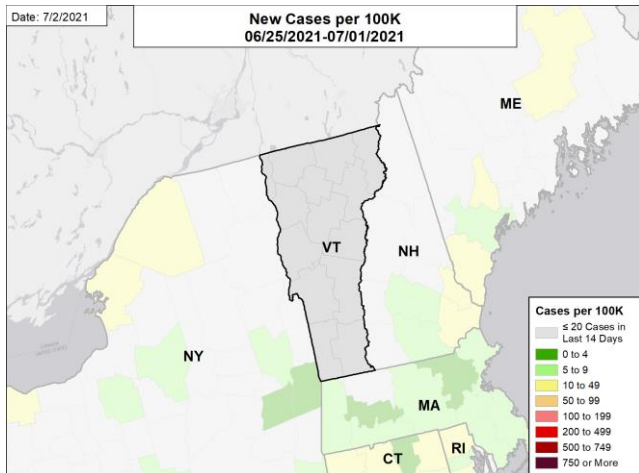 Date: 7/2/2021
New Cases per 100K
06/25/2021-07/01/2021
ME
VT
NH
NY
MA
CT
RI
Cases per 100K
≤ 20 Cases in
Last 14 Days
0 to 4
5 to 9
10 to 49
50 to 99
100 to 199
200 to 499
500 to 749
750 or More